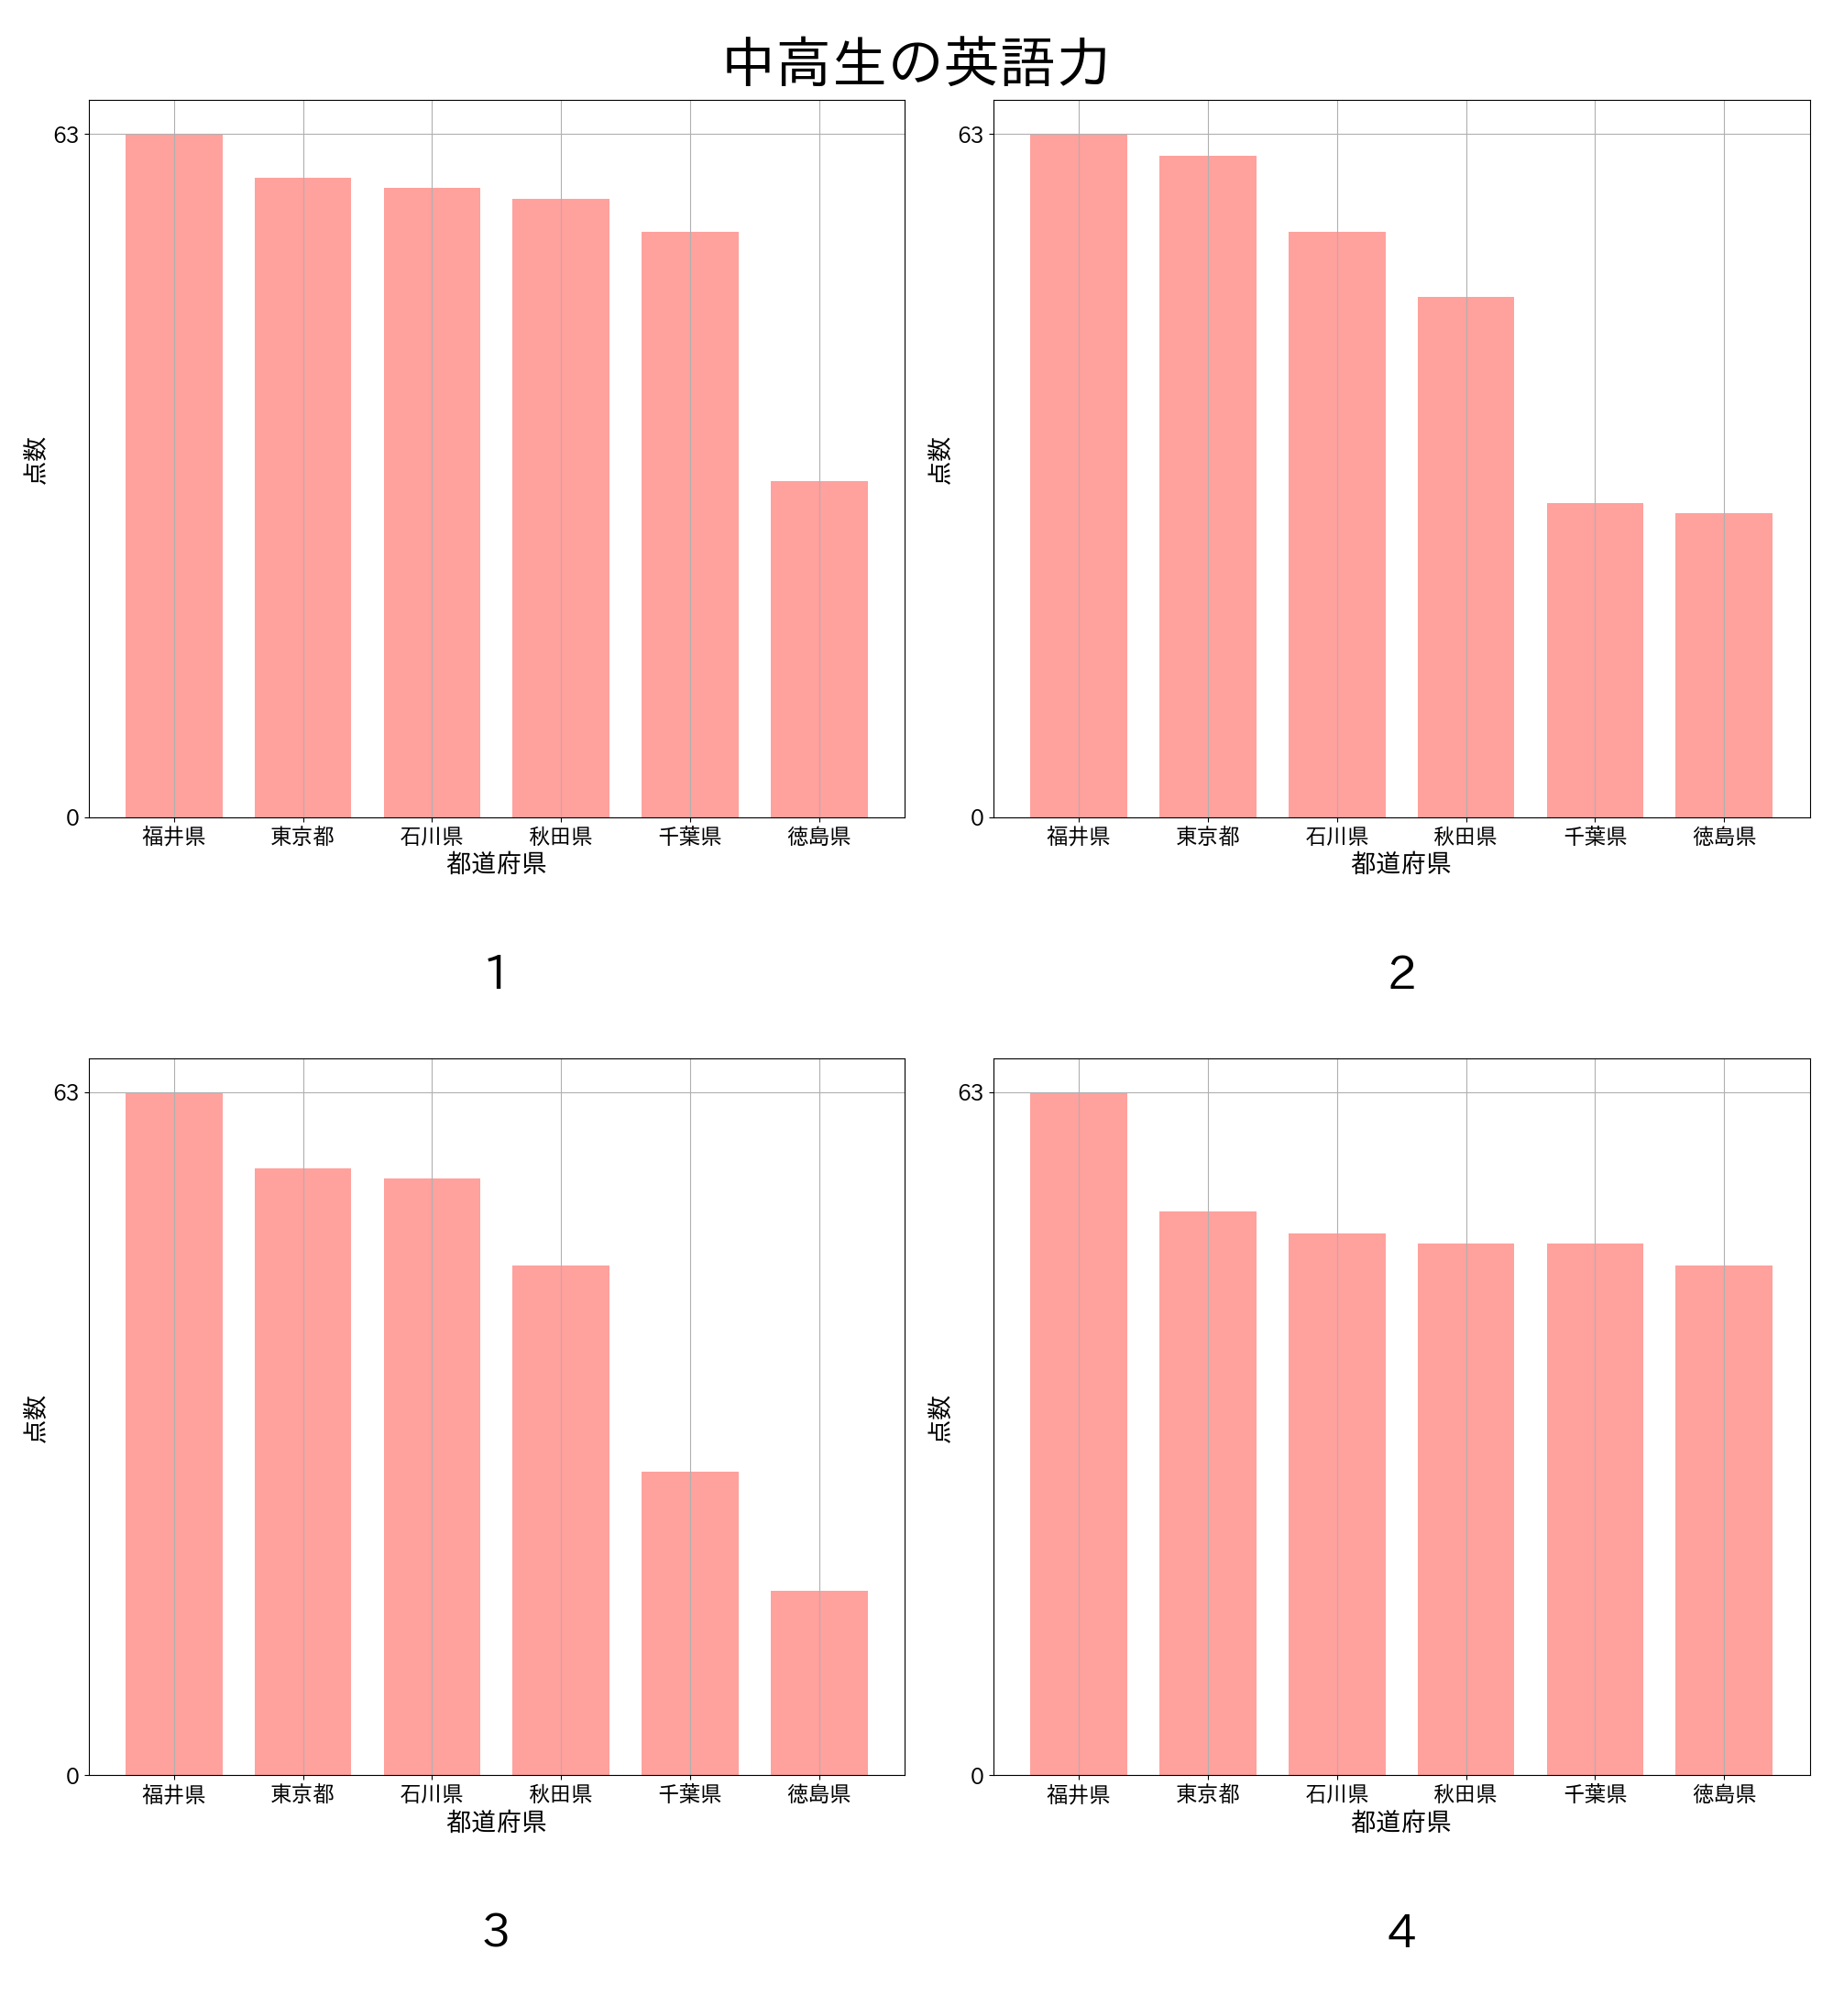 中高生の英語力
63
点数
0
福井県 東京都 石川県 秋田県 千葉県 徳島県
都道府県
1
63
点数
0
福井県 東京都 石川県 秋田県 千葉県 徳島県
都道府県
2
63
点数
0
福井県 東京都 石川県 秋田県 千葉県 徳島県
都道府県
3
63
点数
0
福井県 東京都 石川県 秋田県 千葉県 徳島県
都道府県
4